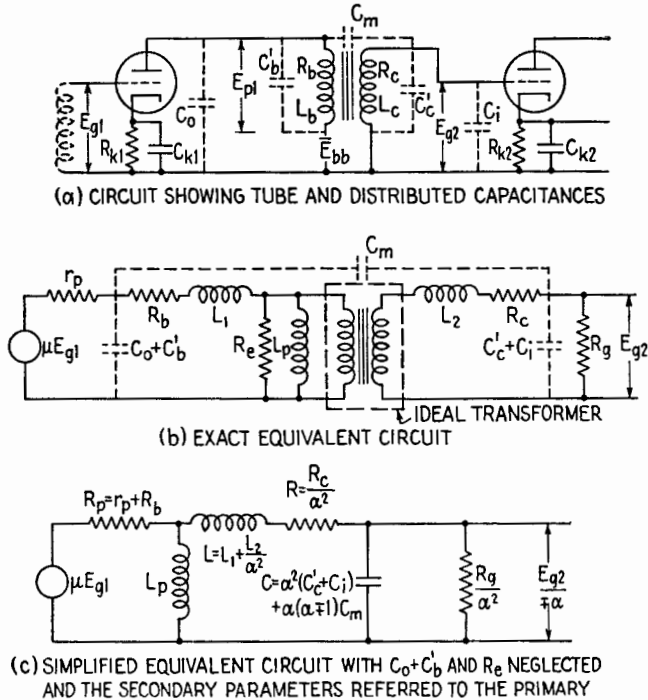 C_m
C'_b
R_b
R_c
E_p1
L_b
L_c
C'_c
C_o
E_g1
E_g2
C_i
R_k1
C_k1
E_bb
R_k2
C_k2
(a) CIRCUIT SHOWING TUBE AND DISTRIBUTED CAPACITANCES
C_m
r_p
R_b
L_1
L_2
R_c
μE_g1
C_o+C'_b
R_e
L_p
C'_c+C_i
R_g
E_g2
IDEAL TRANSFORMER
(b) EXACT EQUIVALENT CIRCUIT
R_p=r_p+R_b
R=R_c/α²
L=L_1+L_2/α²
μE_g1
L_p
C=α²(C'_c+C_i)
+α(α∓1)C_m
R_g/α²
E_g2/∓α
(c) SIMPLIFIED EQUIVALENT CIRCUIT WITH C_o+C'_b AND R_e NEGLECTED
AND THE SECONDARY PARAMETERS REFERRED TO THE PRIMARY